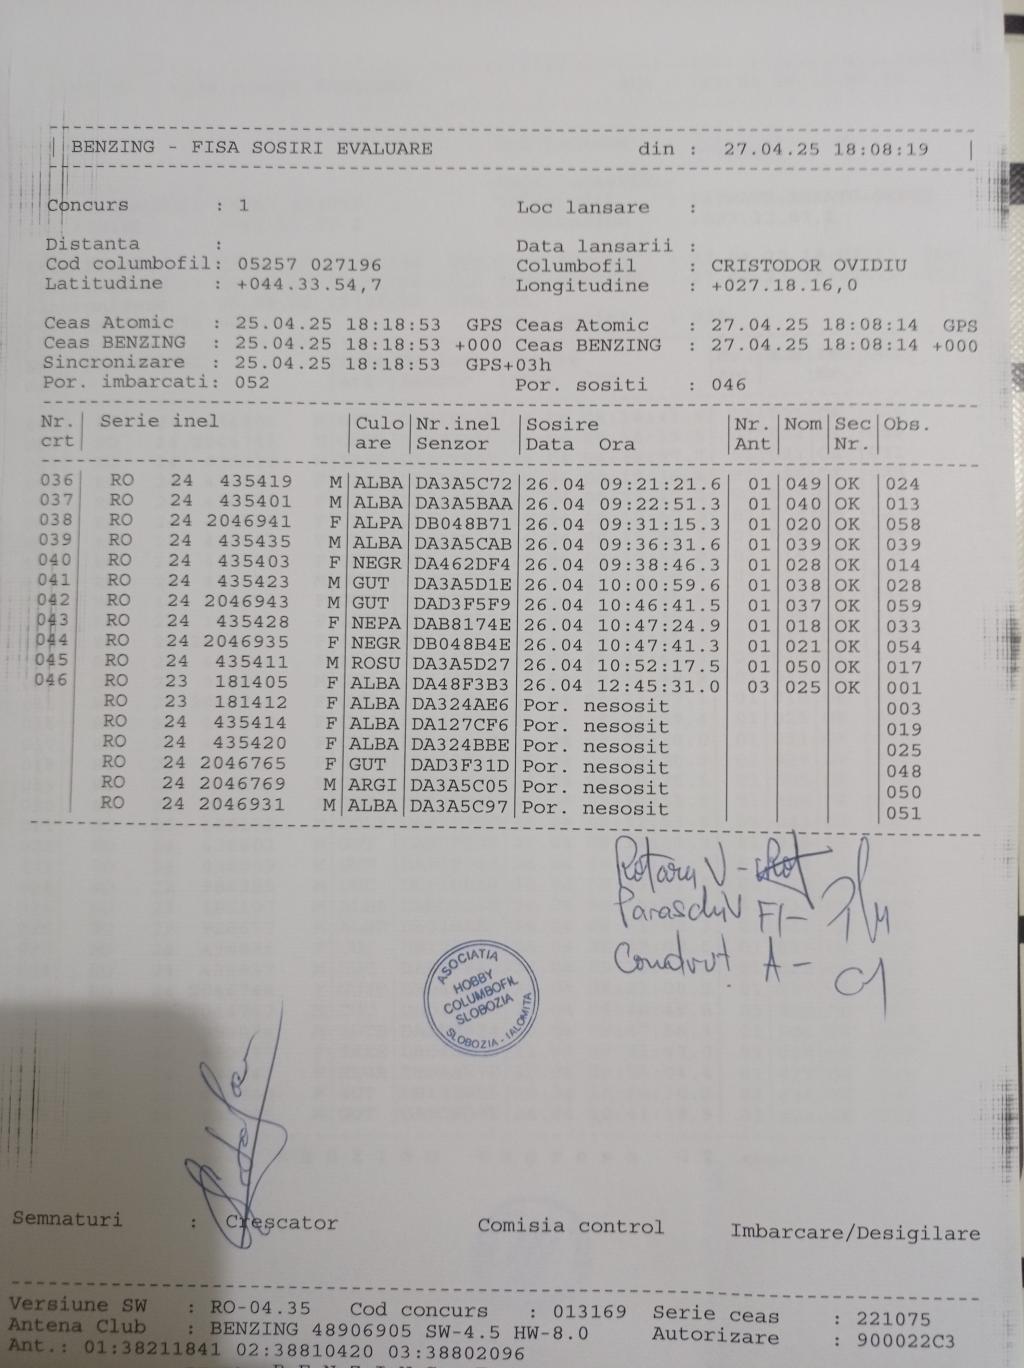 BENZING - FISA SOSIRI EVALUARE din : 27.04.25 18:08:19
Concurs : 1 Loc lansare :
Distanta : Data lansarii :
Cod columbofil: 05257 027196 Columbofil : CRISTODOR OVIDIU
Latitudine : +044.33.54,7 Longitudine : +027.18.16,0
Ceas Atomic : 25.04.25 18:18:53 GPS Ceas Atomic : 27.04.25 18:08:14 GPS
Ceas BENZING : 25.04.25 18:18:53 +000 Ceas BENZING : 27.04.25 18:08:14 +000
Sincronizare : 25.04.25 18:18:53 GPS+03h
Por. imbarcati: 052 Por. sositi : 046
Nr. Serie inel Culo Nr.inel Sosire Nr. Nom Sec Obs.
crt are Senzor Data Ora Ant Nr.
036 RO 24 435419 M ALBA DA3A5C72 26.04 09:21:21.6 01 049 OK 024
037 RO 24 435401 M ALBA DA3A5BAA 26.04 09:22:51.3 01 040 OK 013
038 RO 24 2046941 F ALPA DB048B71 26.04 09:31:15.3 01 020 OK 058
039 RO 24 435435 M ALBA DA3A5CAB 26.04 09:36:31.6 01 039 OK 039
040 RO 24 435403 F NEGR DA462DF4 26.04 09:38:46.3 01 028 OK 014
041 RO 24 435423 M GUT DA3A5D1E 26.04 10:00:59.6 01 038 OK 028
042 RO 24 2046943 M GUT DAD3F5F9 26.04 10:46:41.5 01 037 OK 059
043 RO 24 435428 F NEPA DAB8174E 26.04 10:47:24.9 01 018 OK 033
044 RO 24 2046935 F NEGR DB048B4E 26.04 10:47:41.3 01 021 OK 054
045 RO 24 435411 M ROSU DA3A5D27 26.04 10:52:17.5 01 050 OK 017
046 RO 23 181405 F ALBA DA48F3B3 26.04 12:45:31.0 03 025 OK 001
RO 23 181412 F ALBA DA324AE6 Por. nesosit 003
RO 24 435414 F ALBA DA127CF6 Por. nesosit 019
RO 24 435420 F ALBA DA324BBE Por. nesosit 025
RO 24 2046765 F GUT DAD3F31D Por. nesosit 048
RO 24 2046769 M ARGI DA3A5C05 Por. nesosit 050
RO 24 2046931 M ALBA DA3A5C97 Por. nesosit 051
Rotaru V -
Paraschiv Fl -
Condrut A -
ASOCIATIA
HOBBY
COLUMBOFIL
SLOBOZIA
SLOBOZIA - IALOMITA
Semnaturi : Crescator Comisia control Imbarcare/Desigilare
Versiune SW : RO-04.35 Cod concurs : 013169 Serie ceas : 221075
Antena Club : BENZING 48906905 SW-4.5 HW-8.0 Autorizare : 900022C3
Ant.: 01:38211841 02:38810420 03:38802096